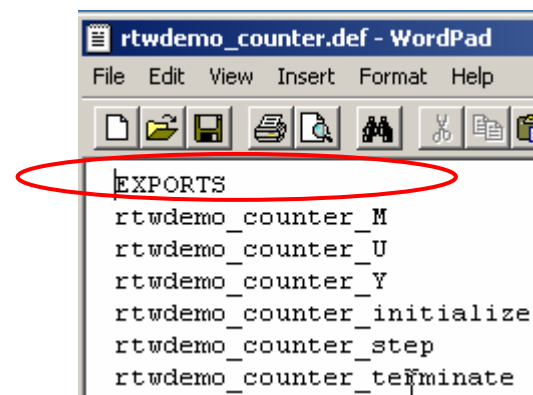 rtwdemo_counter.def - WordPad
File Edit View Insert Format Help
EXPORTS
rtwdemo_counter_M
rtwdemo_counter_U
rtwdemo_counter_Y
rtwdemo_counter_initialize
rtwdemo_counter_step
rtwdemo_counter_terminate